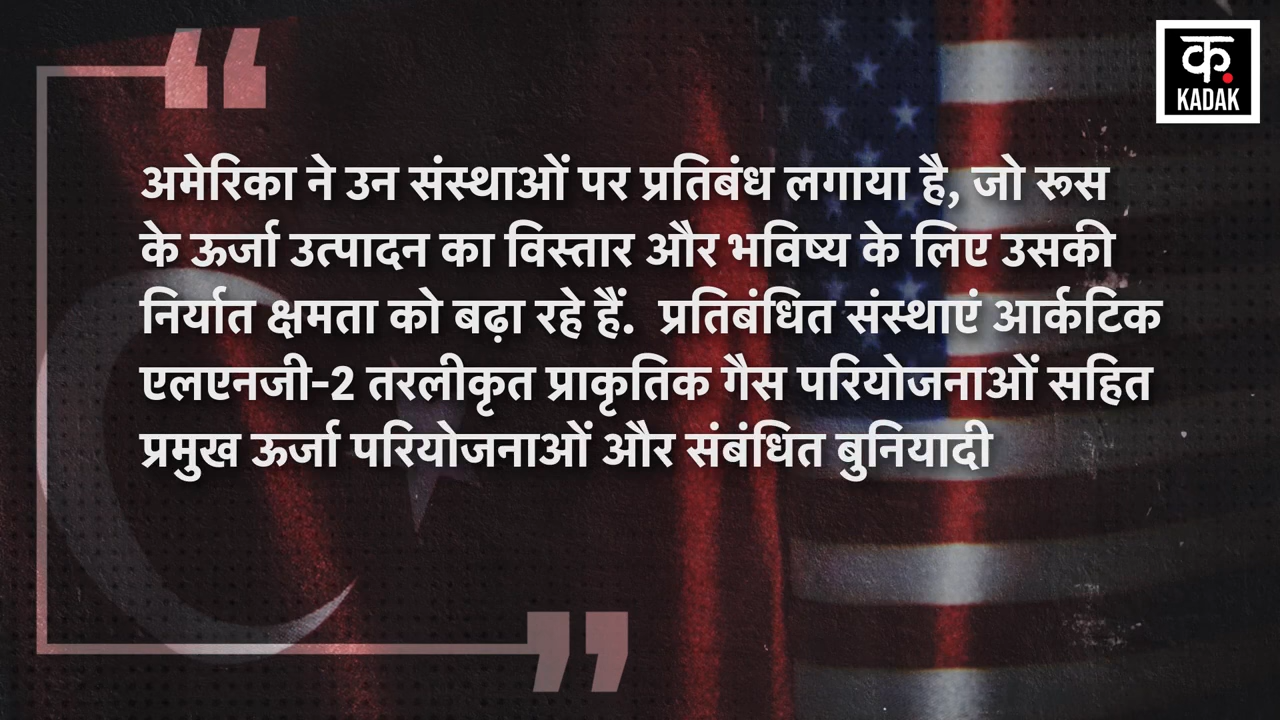 क.
KADAK
अमेरिका ने उन संस्थाओं पर प्रतिबंध लगाया है, जो रूस
के ऊर्जा उत्पादन का विस्तार और भविष्य के लिए उसकी
निर्यात क्षमता को बढ़ा रहे हैं.  प्रतिबंधित संस्थाएं आर्कटिक
एलएनजी-2 तरलीकृत प्राकृतिक गैस परियोजनाओं सहित
प्रमुख ऊर्जा परियोजनाओं और संबंधित बुनियादी